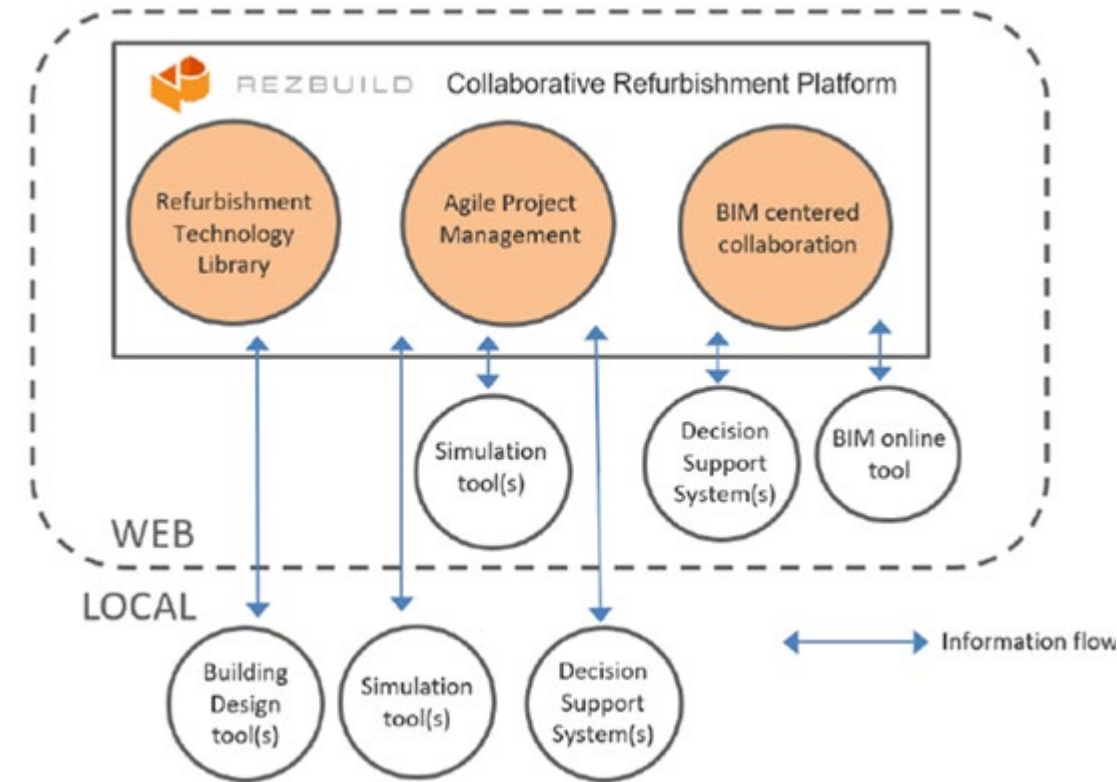 REZBUILD Collaborative Refurbishment Platform
Refurbishment
Technology
Library
Agile Project
Management
BIM centered
collaboration
Simulation
tool(s)
Decision
Support
System(s)
BIM online
tool
WEB
LOCAL
Building
Design
tool(s)
Simulation
tool(s)
Decision
Support
System(s)
Information flow